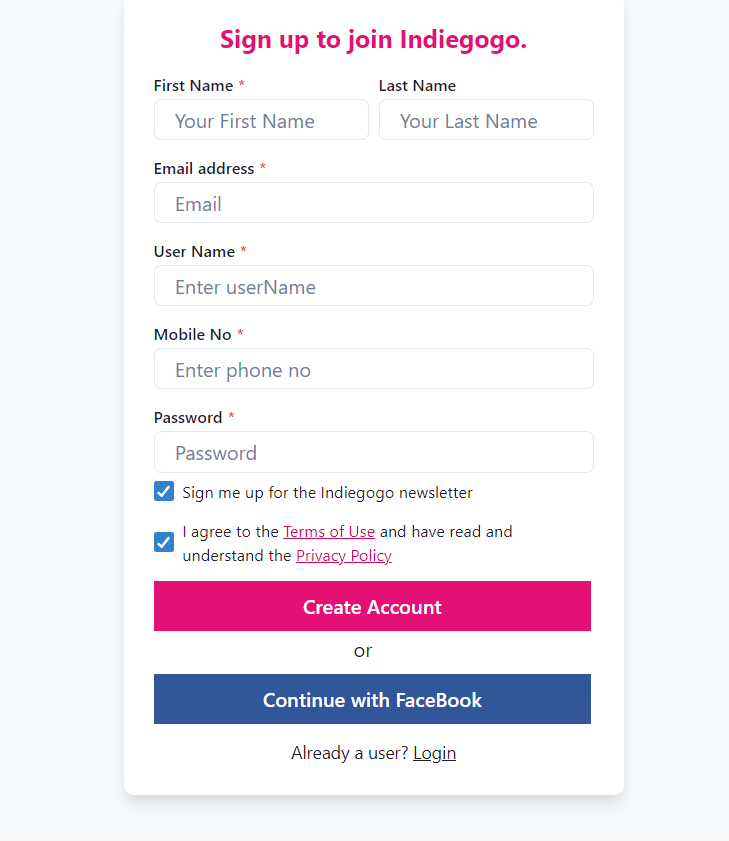 Sign up to join Indiegogo.
First Name * Last Name
Your First Name Your Last Name
Email address *
Email
User Name *
Enter userName
Mobile No *
Enter phone no
Password *
Password
Sign me up for the Indiegogo newsletter
I agree to the Terms of Use and have read and
understand the Privacy Policy
Create Account
or
Continue with FaceBook
Already a user? Login